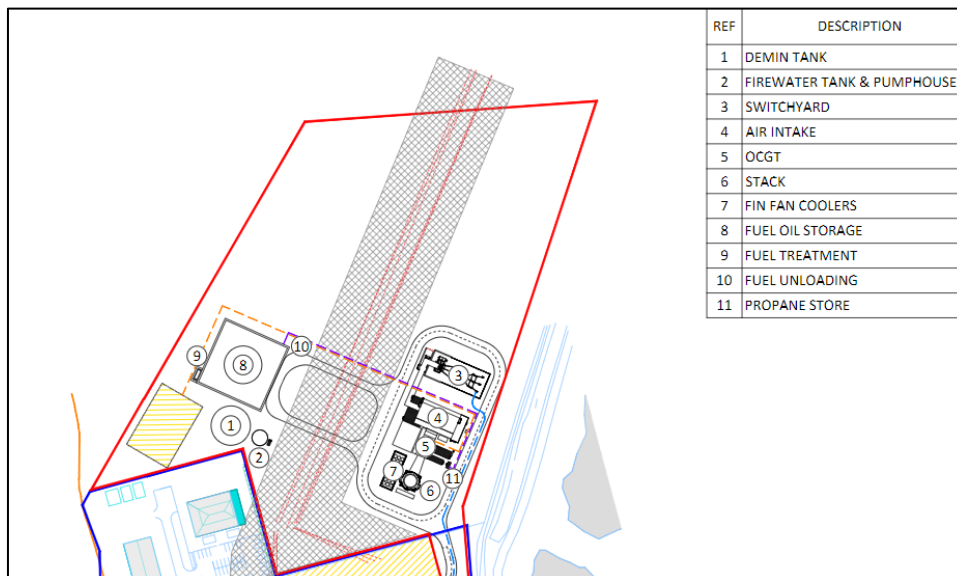 REF DESCRIPTION
1 DEMIN TANK
2 FIREWATER TANK & PUMPHOUSE
3 SWITCHYARD
4 AIR INTAKE
5 OCGT
6 STACK
7 FIN FAN COOLERS
8 FUEL OIL STORAGE
9 FUEL TREATMENT
10 FUEL UNLOADING
11 PROPANE STORE
10
9
8
3
4
1
5
2
7
11
6